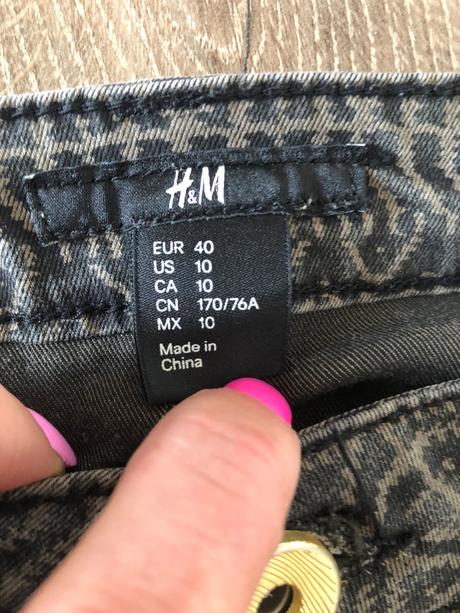 H&M
EUR 40
US 10
CA 10
CN 170/76A
MX 10
Made in
China